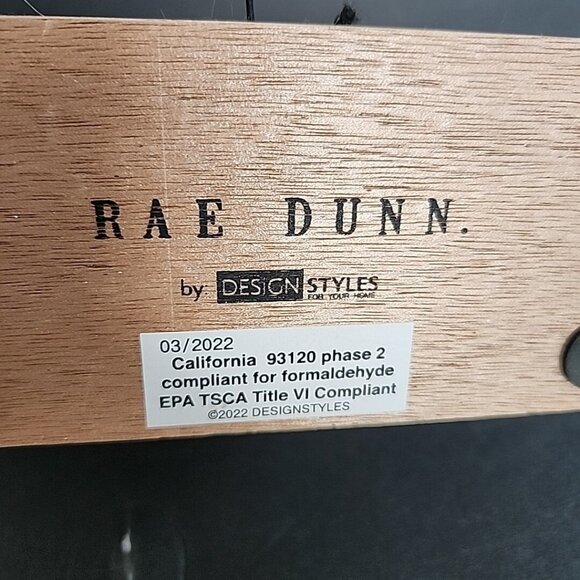 RAE DUNN.
by DESIGN STYLES
FOR YOUR HOME
03/2022
California 93120 phase 2
compliant for formaldehyde
EPA TSCA Title VI Compliant
©2022 DESIGNSTYLES